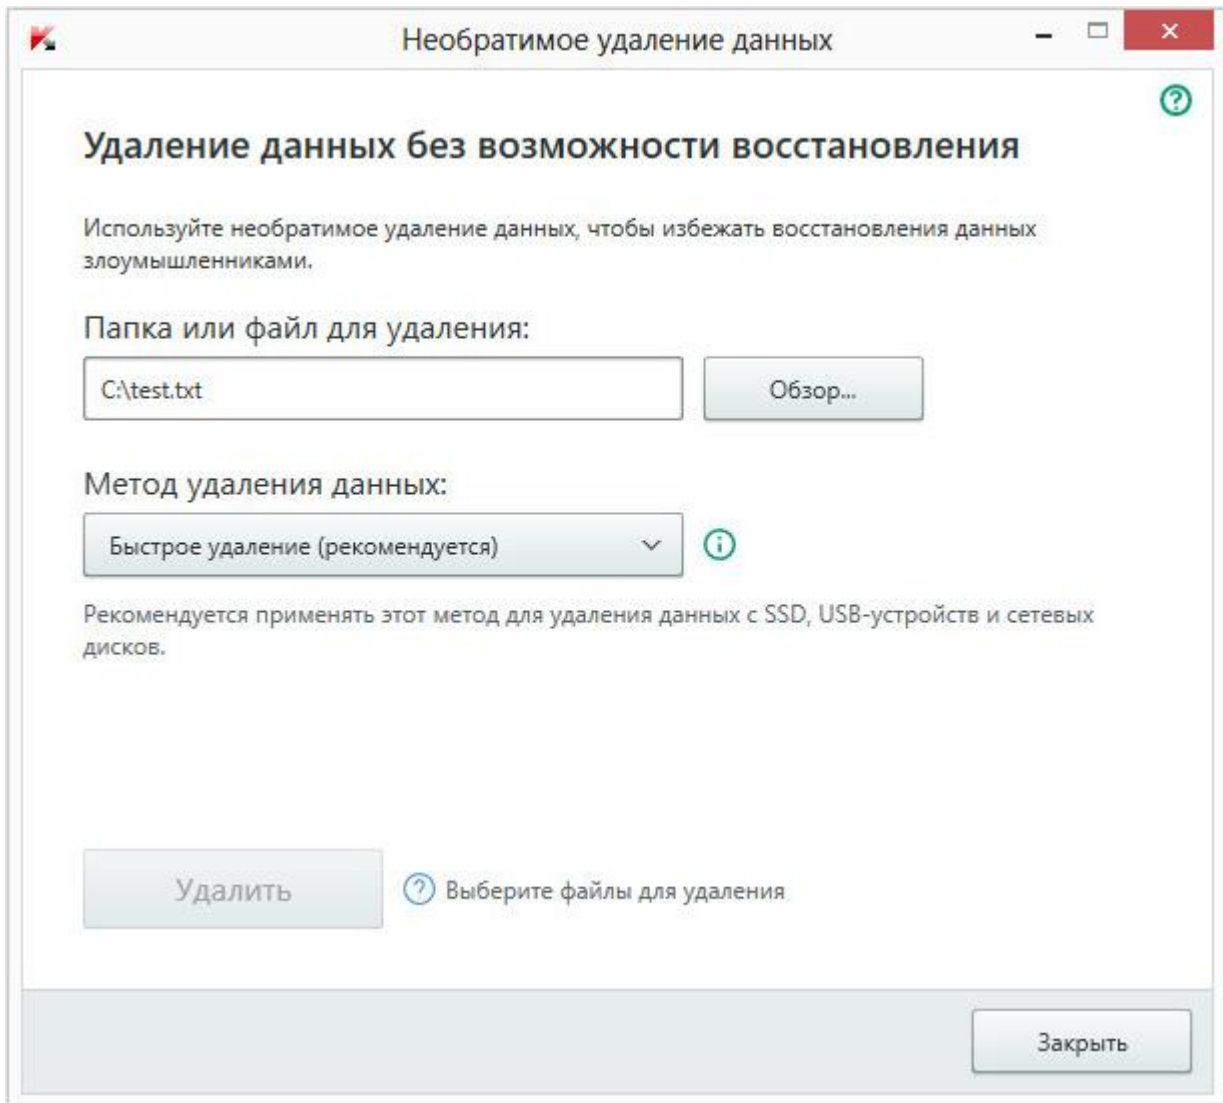 Необратимое удаление данных
Удаление данных без возможности восстановления
Используйте необратимое удаление данных, чтобы избежать восстановления данных
злоумышленниками.
Папка или файл для удаления:
C:\test.txt
Обзор...
Метод удаления данных:
Быстрое удаление (рекомендуется)
Рекомендуется применять этот метод для удаления данных с SSD, USB-устройств и сетевых
дисков.
Удалить
Выберите файлы для удаления
Закрыть